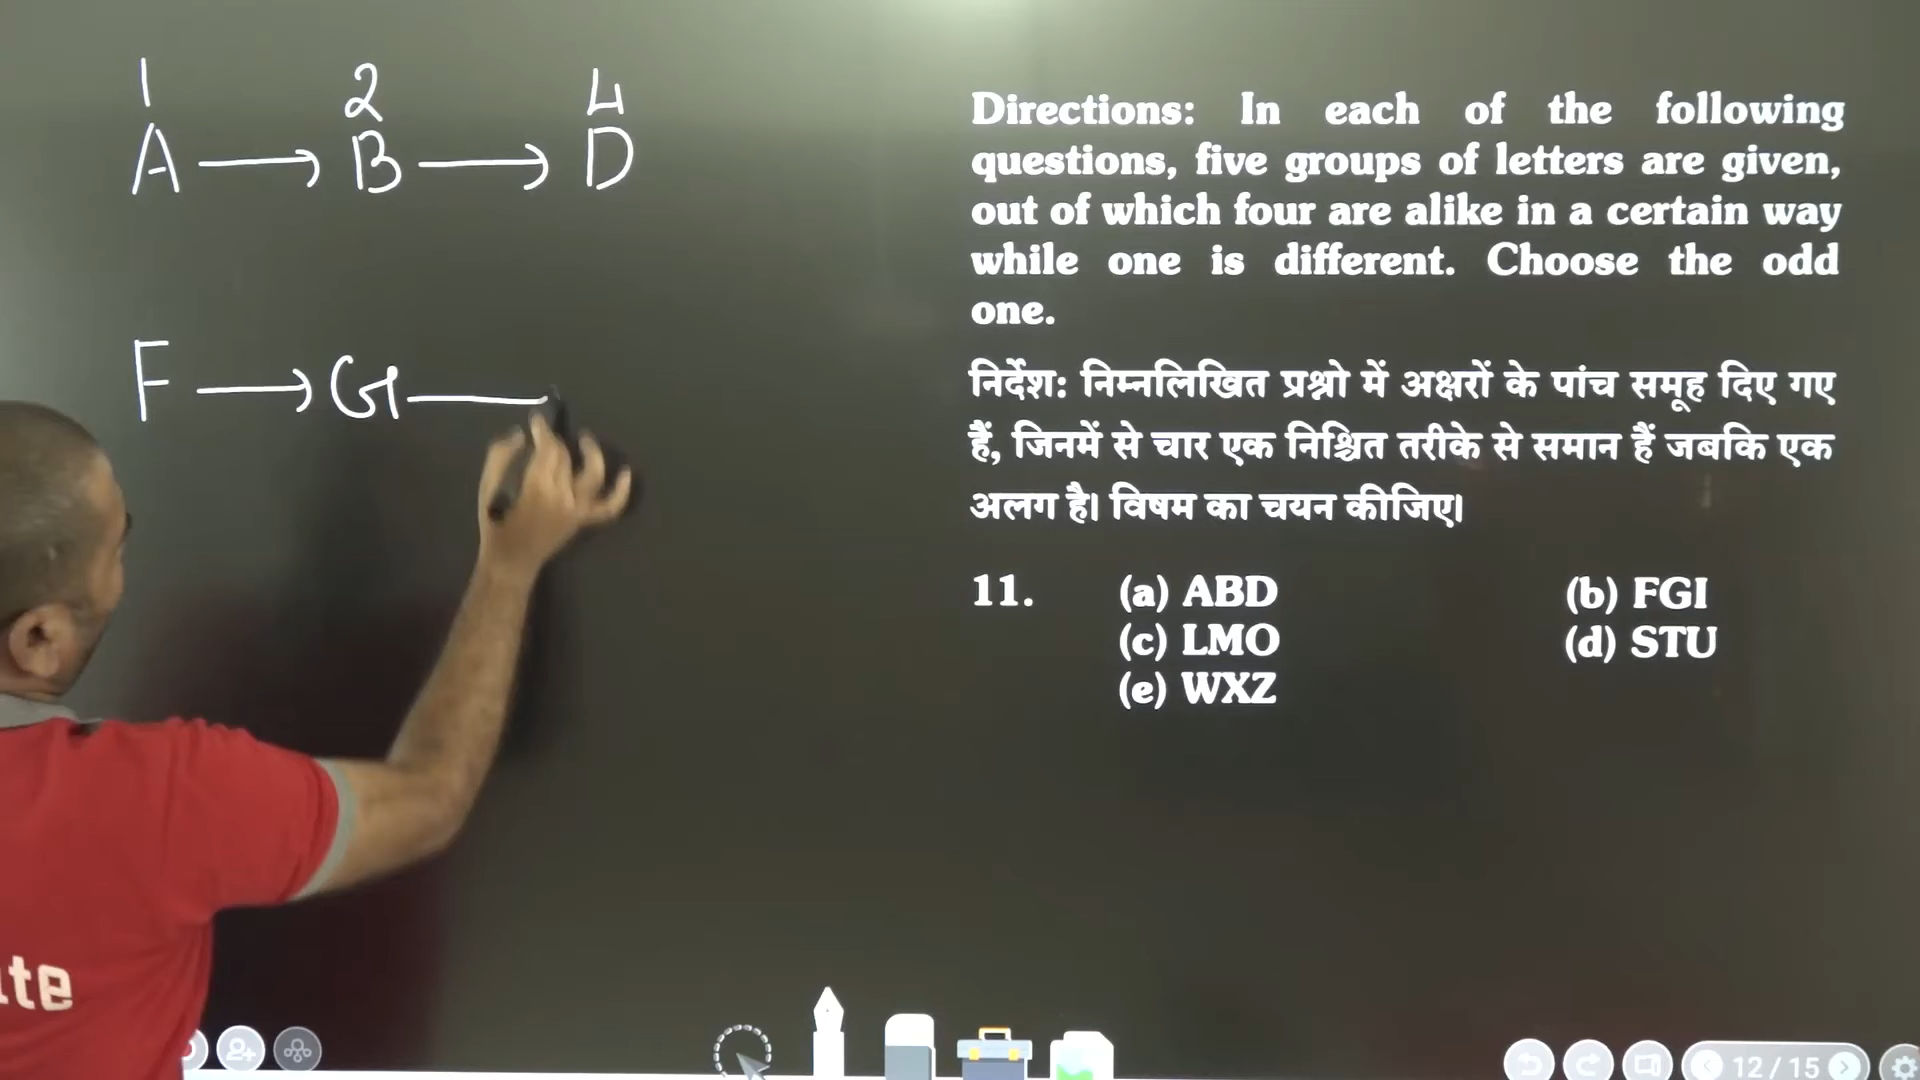 1 2 4
A → B → D
F → G
Directions: In each of the following
questions, five groups of letters are given,
out of which four are alike in a certain way
while one is different. Choose the odd
one.
निर्देश: निम्नलिखित प्रश्नो में अक्षरों के पांच समूह दिए गए
हैं, जिनमें से चार एक निश्चित तरीके से समान हैं जबकि एक
अलग है। विषम का चयन कीजिए।
11. (a) ABD (b) FGI
(c) LMO (d) STU
(e) WXZ
12 / 15